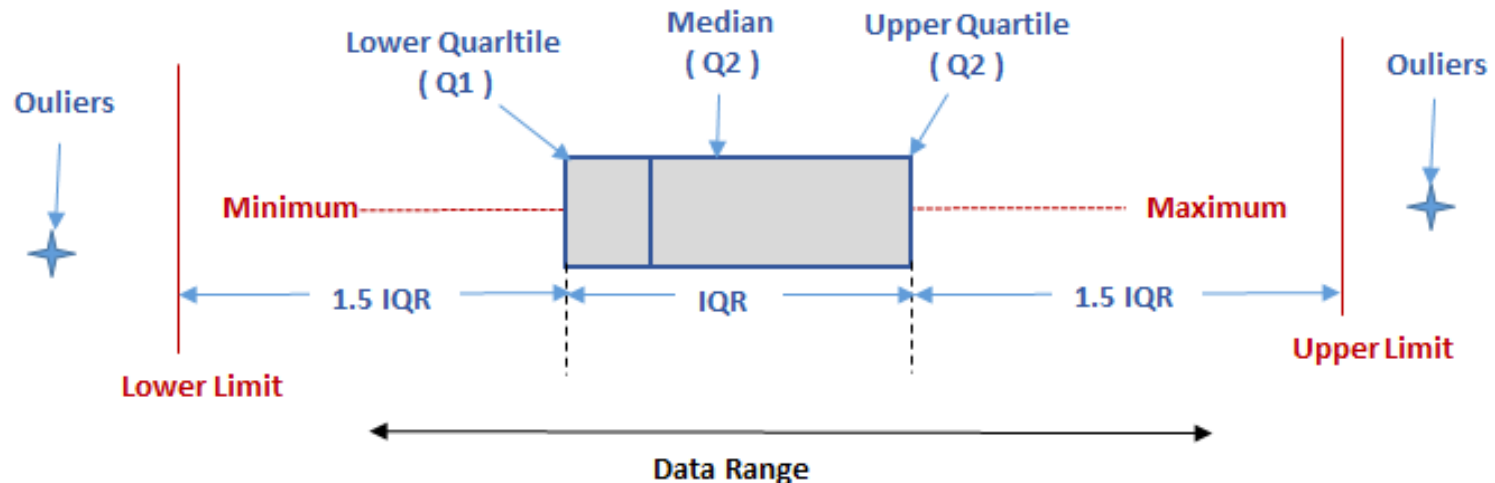 Median
( Q2 )
Lower Quarltile
( Q1 )
Upper Quartile
( Q2 )
Ouliers
Ouliers
Minimum
Maximum
1.5 IQR
IQR
1.5 IQR
Lower Limit
Upper Limit
Data Range